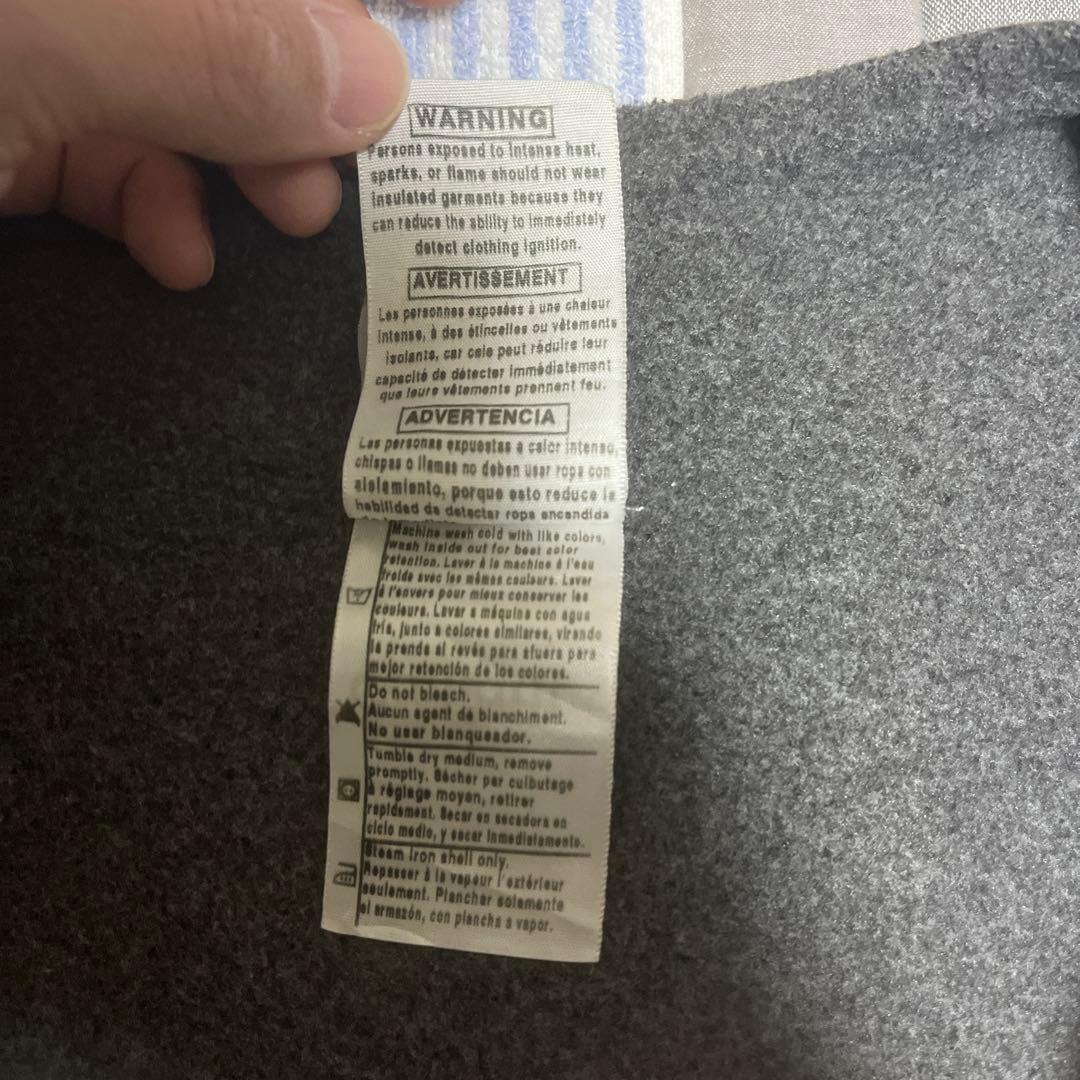 WARNING
Persons exposed to intense heat,
sparks, or flame should not wear
insulated garments because they
can reduce the ability to immediately
detect clothing ignition.
AVERTISSEMENT
Les personnes exposées à une chaleur
intense, à des étincelles ou vêtements
isolants, car cele peut réduire leur
capacité de détecter immédiatement
que leurs vêtements prennent feu.
ADVERTENCIA
Las personas expuestas a calor intenso,
chispas o llamas no deben usar ropa con
aislamiento, porque esto reduce la
habilidad de detectar ropa encendida
Machine wash cold with like colors,
wash inside out for best color
retention. Laver à la machine à l'eau
froide avec les mêmes couleurs. Laver
à l'envers pour mieux conserver les
couleurs. Lavar a máquina con agua
fría, junto a colores similares, virando
la prenda al revés para afuera para
mejor retención de los colores.
Do not bleach.
Aucun agent de blanchiment.
No usar blanqueador.
Tumble dry medium, remove
promptly. Sécher par culbutage
à réglage moyen, retirer
rapidement. Secar en secadora en
ciclo medio, y sacar inmediatamente.
Steam iron shell only.
Repasser à la vapeur l'extérieur
seulement. Planchar solamente
el armazón, con plancha a vapor.